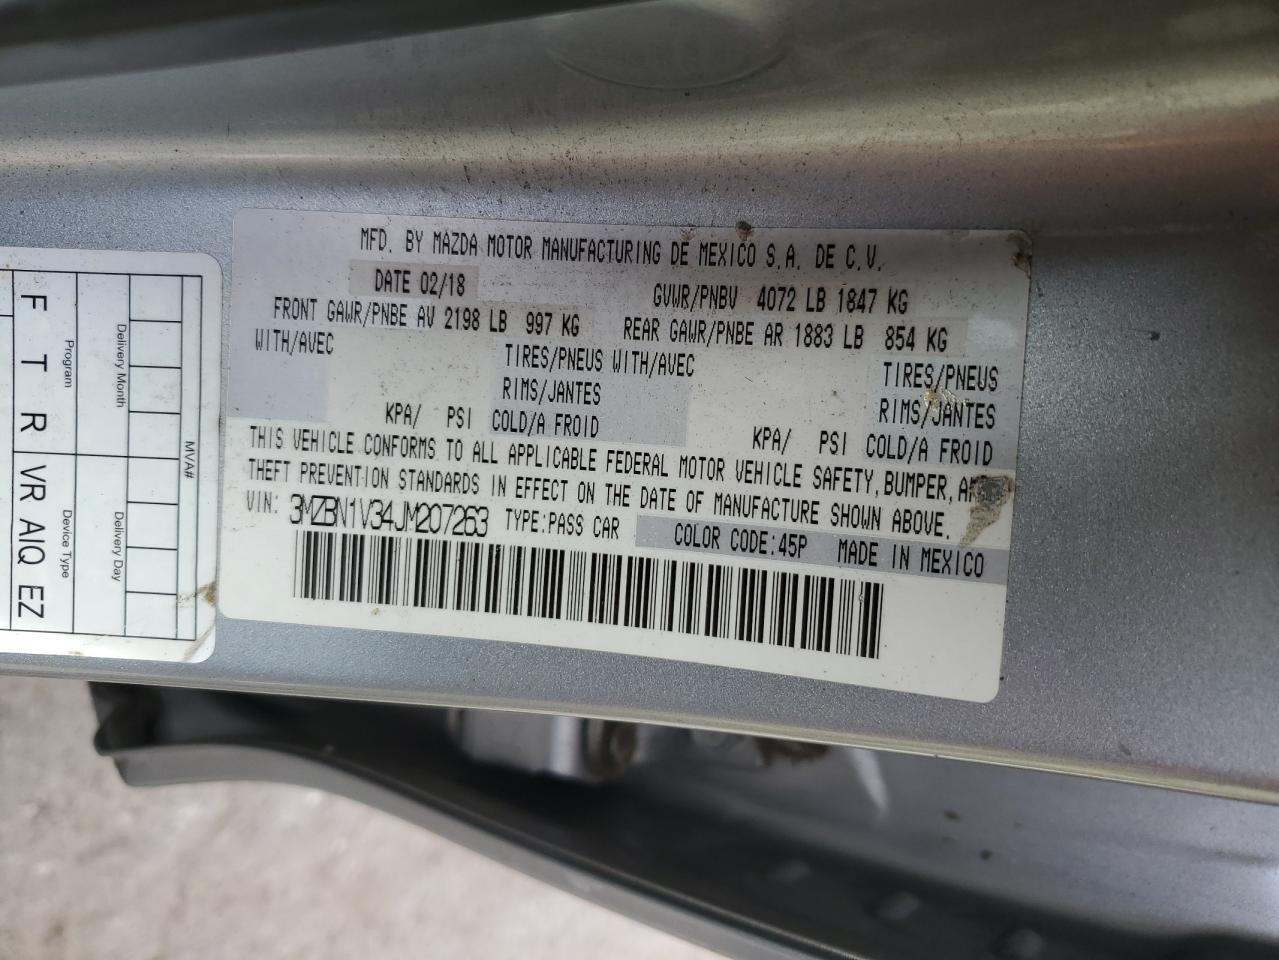 MFD. BY MAZDA MOTOR MANUFACTURING DE MEXICO S.A. DE C.V.
DATE 02/18 GVWR/PNBV 4072 LB 1847 KG
FRONT GAWR/PNBE AV 2198 LB 997 KG REAR GAWR/PNBE AR 1883 LB 854 KG
WITH/AVEC TIRES/PNEUS WITH/AVEC TIRES/PNEUS
RIMS/JANTES RIMS/JANTES
KPA/ PSI COLD/A FROID KPA/ PSI COLD/A FROID
THIS VEHICLE CONFORMS TO ALL APPLICABLE FEDERAL MOTOR VEHICLE SAFETY, BUMPER,
THEFT PREVENTION STANDARDS IN EFFECT ON THE DATE OF MANUFACTURE SHOWN ABOVE.
VIN: 3MZBN1V34JM207263 TYPE:PASS CAR COLOR CODE:45P MADE IN MEXICO
MVA#
Delivery Month Delivery Day
Program Device Type
F T R VR AIQ EZ